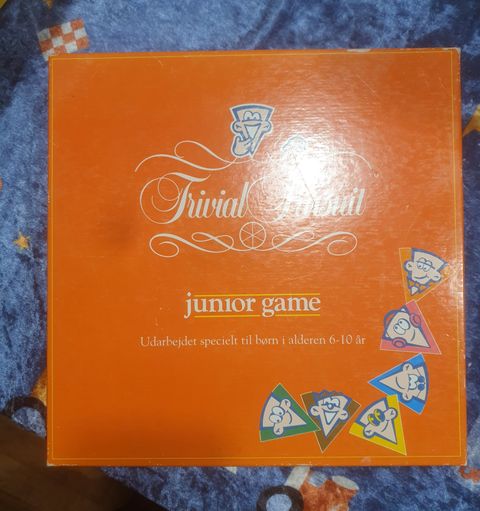 Trivial Pursuit
junior game
Udarbejdet specielt til børn i alderen 6-10 år